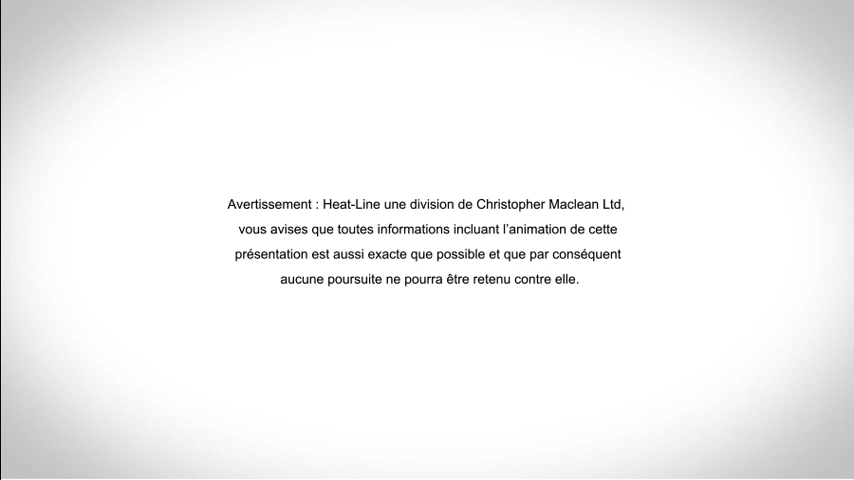 Avertissement : Heat-Line une division de Christopher Maclean Ltd,
vous avises que toutes informations incluant l’animation de cette
présentation est aussi exacte que possible et que par conséquent
aucune poursuite ne pourra être retenu contre elle.